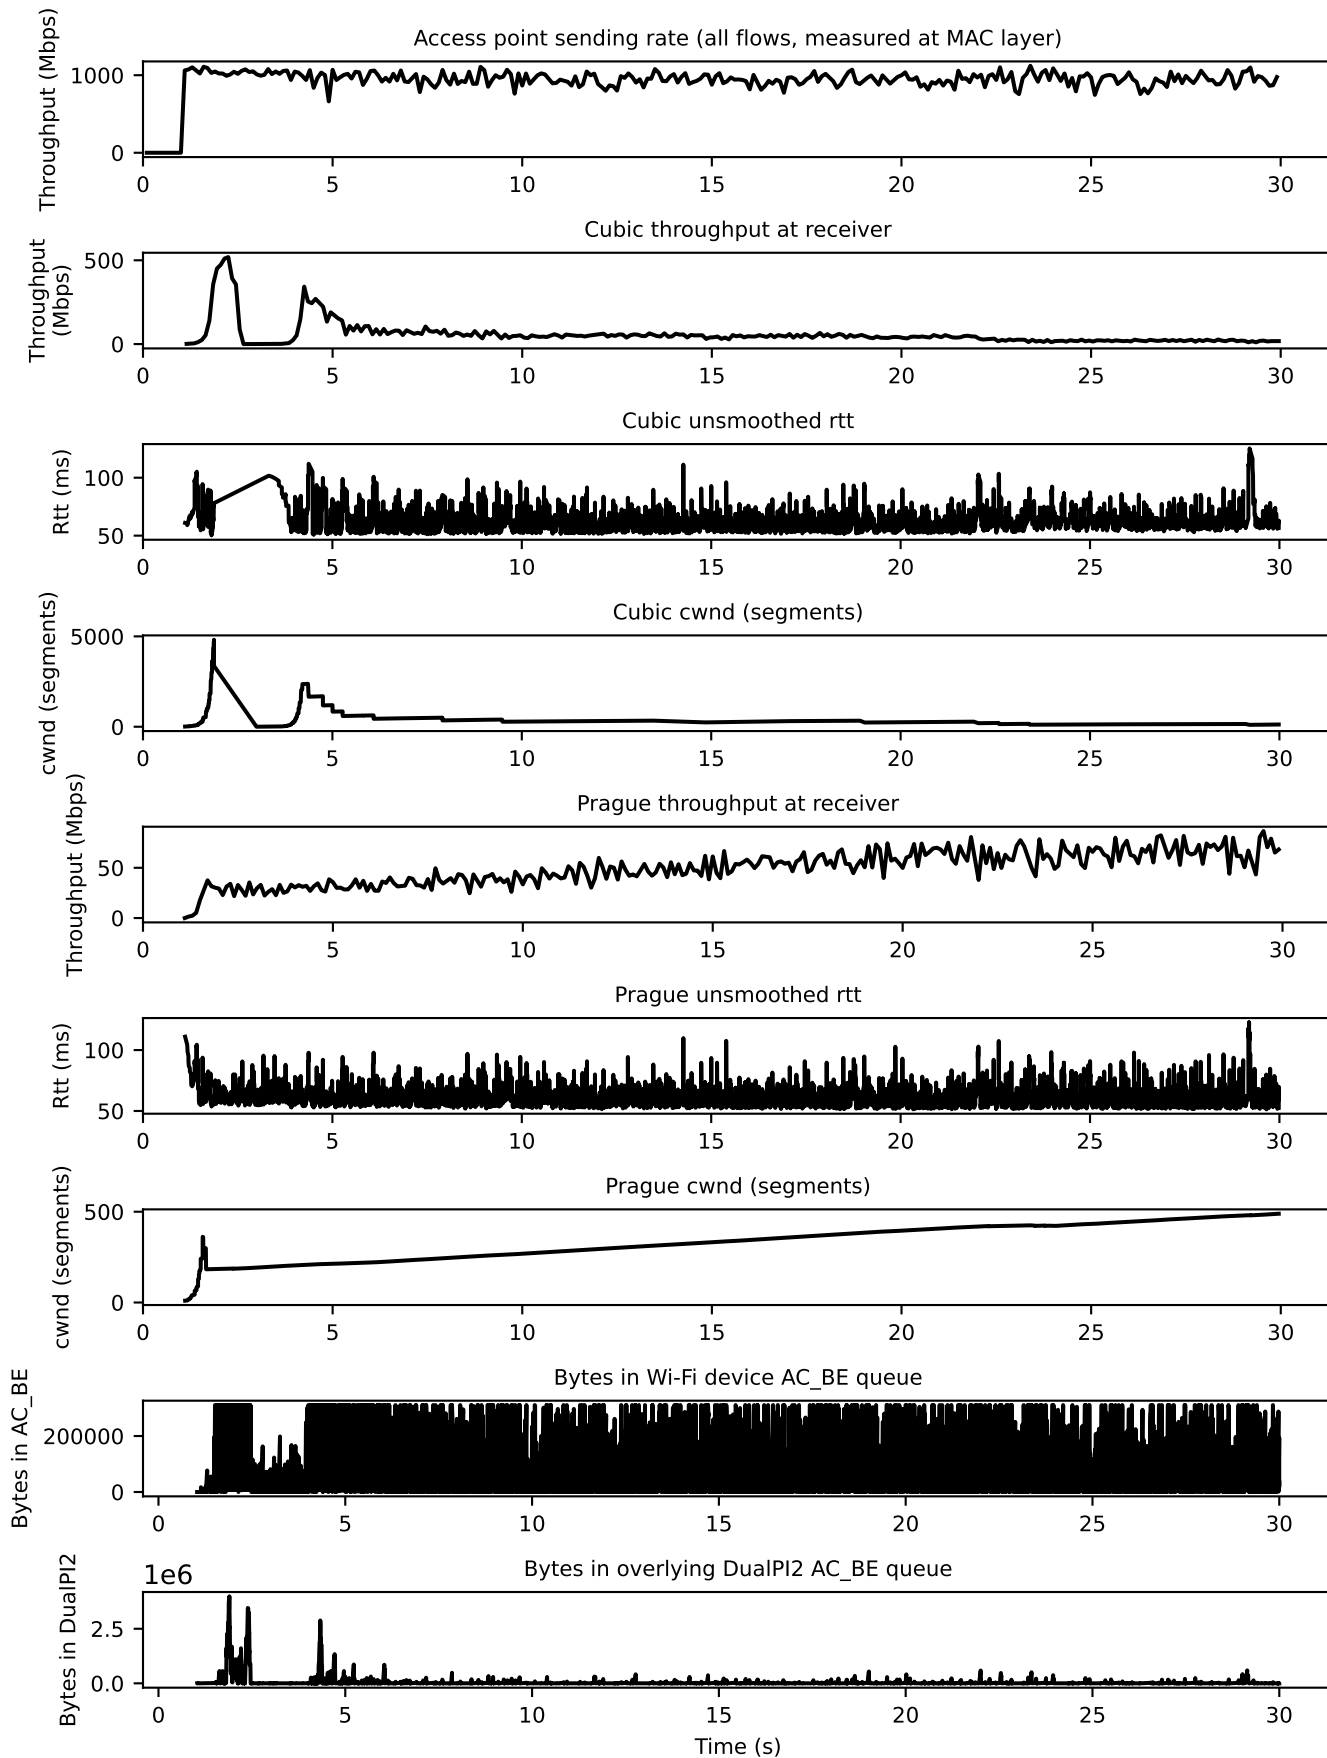 Access point sending rate (all flows, measured at MAC layer)
Throughput (Mbps)
1000
0
0 5 10 15 20 25 30
Cubic throughput at receiver
Throughput
(Mbps)
500
0
0 5 10 15 20 25 30
Cubic unsmoothed rtt
Rtt (ms)
100
50
0 5 10 15 20 25 30
Cubic cwnd (segments)
cwnd (segments)
5000
0
0 5 10 15 20 25 30
Prague throughput at receiver
Throughput (Mbps)
50
0
0 5 10 15 20 25 30
Prague unsmoothed rtt
Rtt (ms)
100
50
0 5 10 15 20 25 30
Prague cwnd (segments)
cwnd (segments)
500
0
0 5 10 15 20 25 30
Bytes in Wi-Fi device AC_BE queue
Bytes in AC_BE
200000
0
0 5 10 15 20 25 30
1e6
Bytes in overlying DualPI2 AC_BE queue
Bytes in DualPI2
2.5
0.0
0 5 10 15 20 25 30
Time (s)